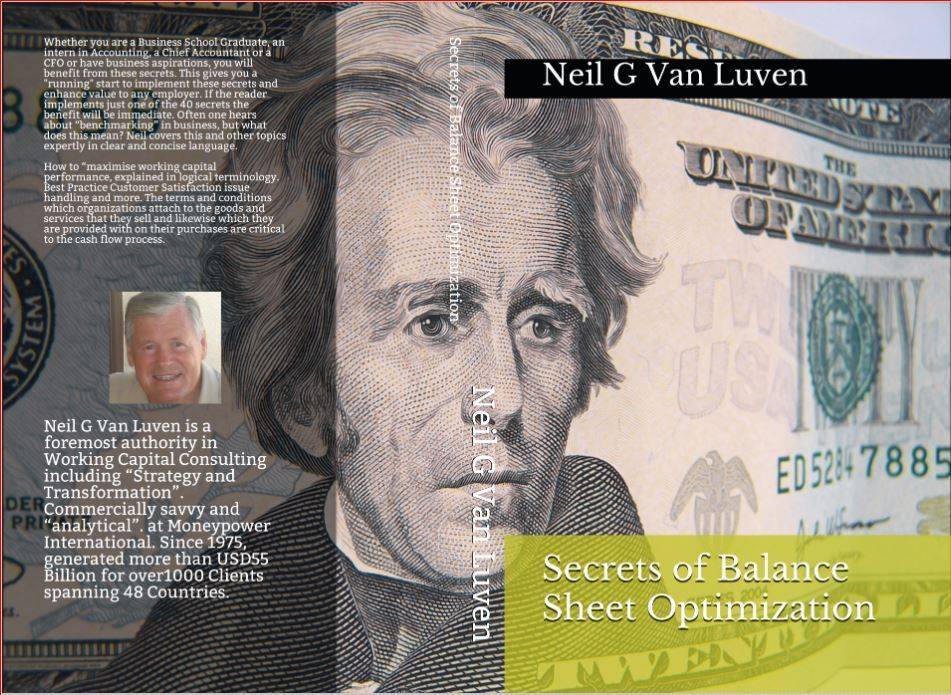 Whether you are a Business School Graduate, an
intern in Accounting, a Chief Accountant or a
CFO or have business aspirations, you will
benefit from these secrets. This gives you a
"running" start to implement these secrets and
enhance value to any employer. If the reader
implements just one of the 40 secrets the
benefit will be immediate. Often one hears
about "benchmarking" in business, but what
does this mean? Neil covers this and other topics
expertly in clear and concise language.
How to "maximise working capital
performance, explained in logical terminology.
Best Practice Customer Satisfaction issue
handling and more. The terms and conditions
which organizations attach to the goods and
services that they sell and likewise which they
are provided with on their purchases are critical
to the cash flow process.
Neil G Van Luven is a
foremost authority in
Working Capital Consulting
including “Strategy and
Transformation”.
Commercially savvy and
“analytical”. at Moneypower
International. Since 1975,
generated more than USD55
Billion for over1000 Clients
spanning 48 Countries.
Secrets of Balance Sheet Optimization
Neil G Van Luven
Neil G Van Luven
THE
UNITED STA
OF AMERI
TW
USA
ED52847885
Secrets of Balance
Sheet Optimization
TWEN
SYSTEM